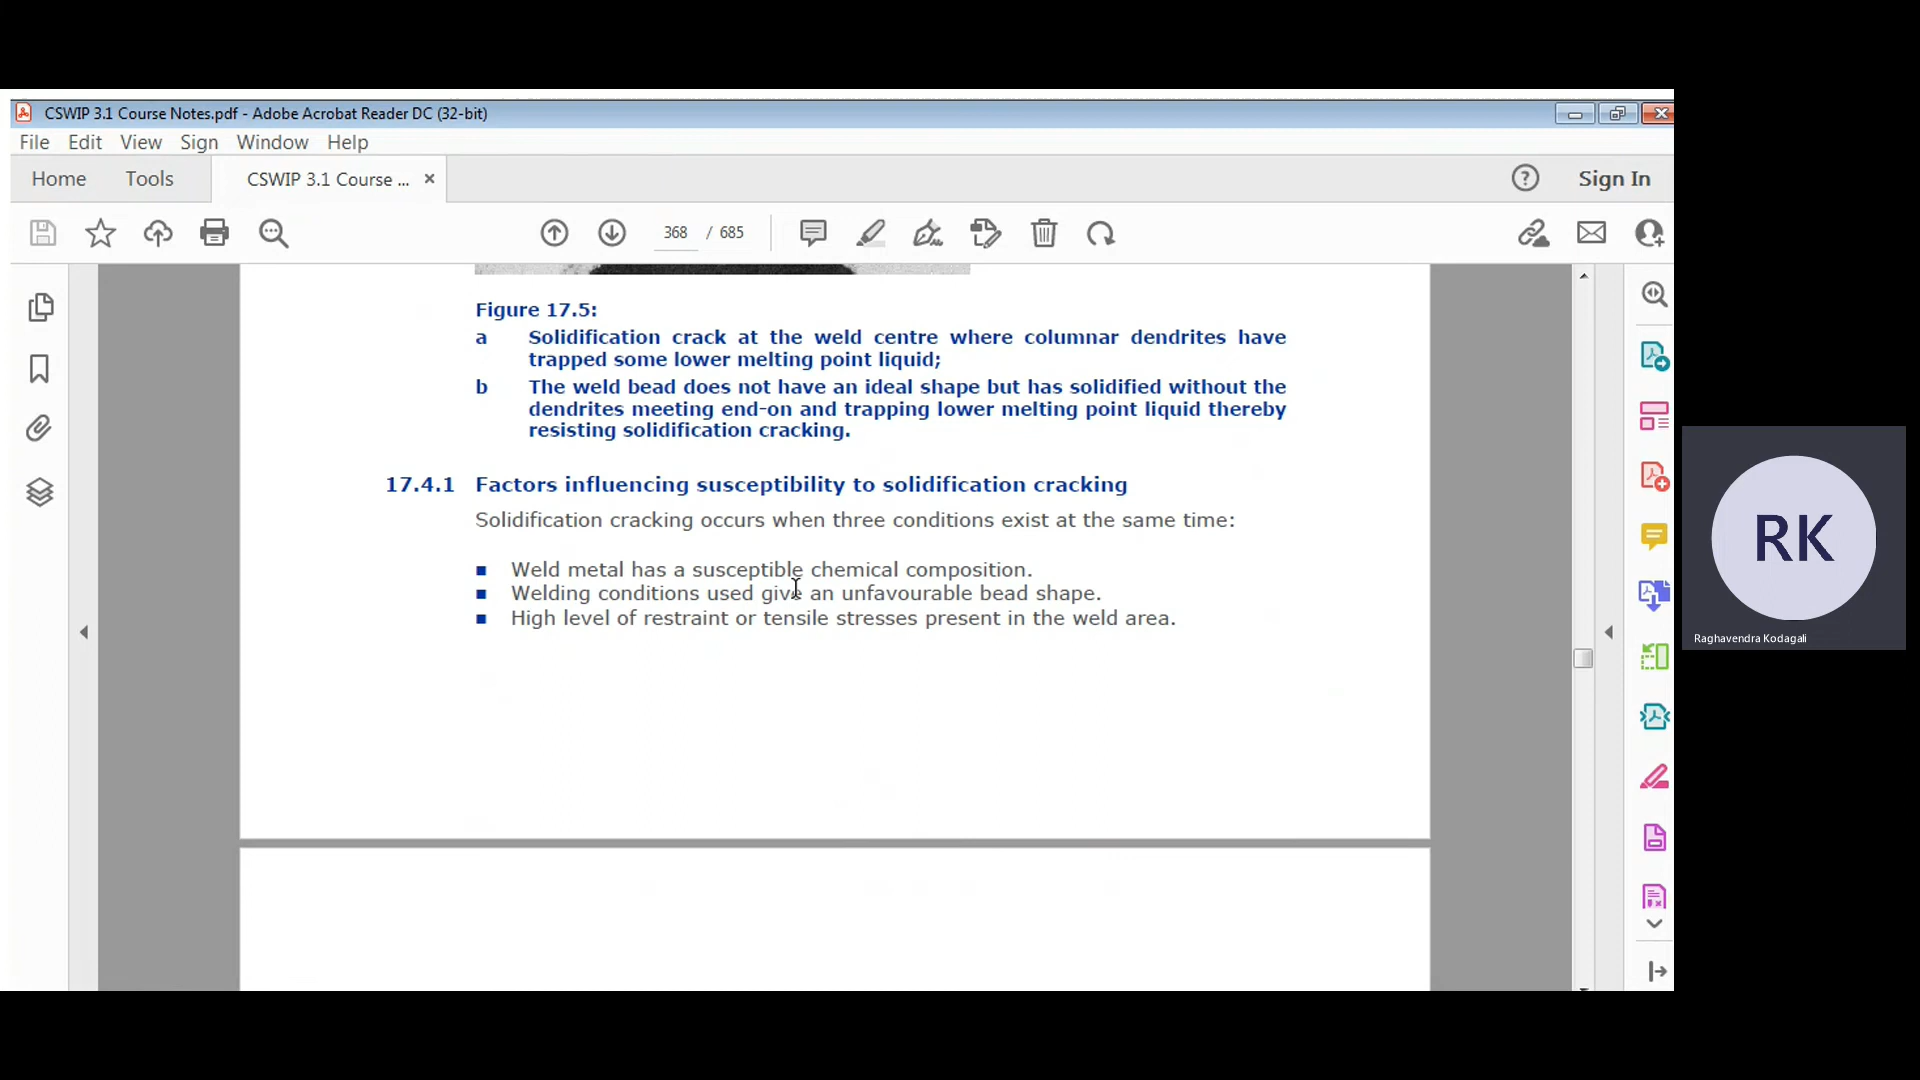 CSWIP 3.1 Course Notes.pdf - Adobe Acrobat Reader DC (32-bit)
File Edit View Sign Window Help
Home Tools CSWIP 3.1 Course ... × Sign In
368 / 685
Figure 17.5:
a Solidification crack at the weld centre where columnar dendrites have
trapped some lower melting point liquid;
b The weld bead does not have an ideal shape but has solidified without the
dendrites meeting end-on and trapping lower melting point liquid thereby
resisting solidification cracking.
17.4.1 Factors influencing susceptibility to solidification cracking
Solidification cracking occurs when three conditions exist at the same time:
■ Weld metal has a susceptible chemical composition.
■ Welding conditions used give an unfavourable bead shape.
■ High level of restraint or tensile stresses present in the weld area.
RK
Raghavendra Kodagali